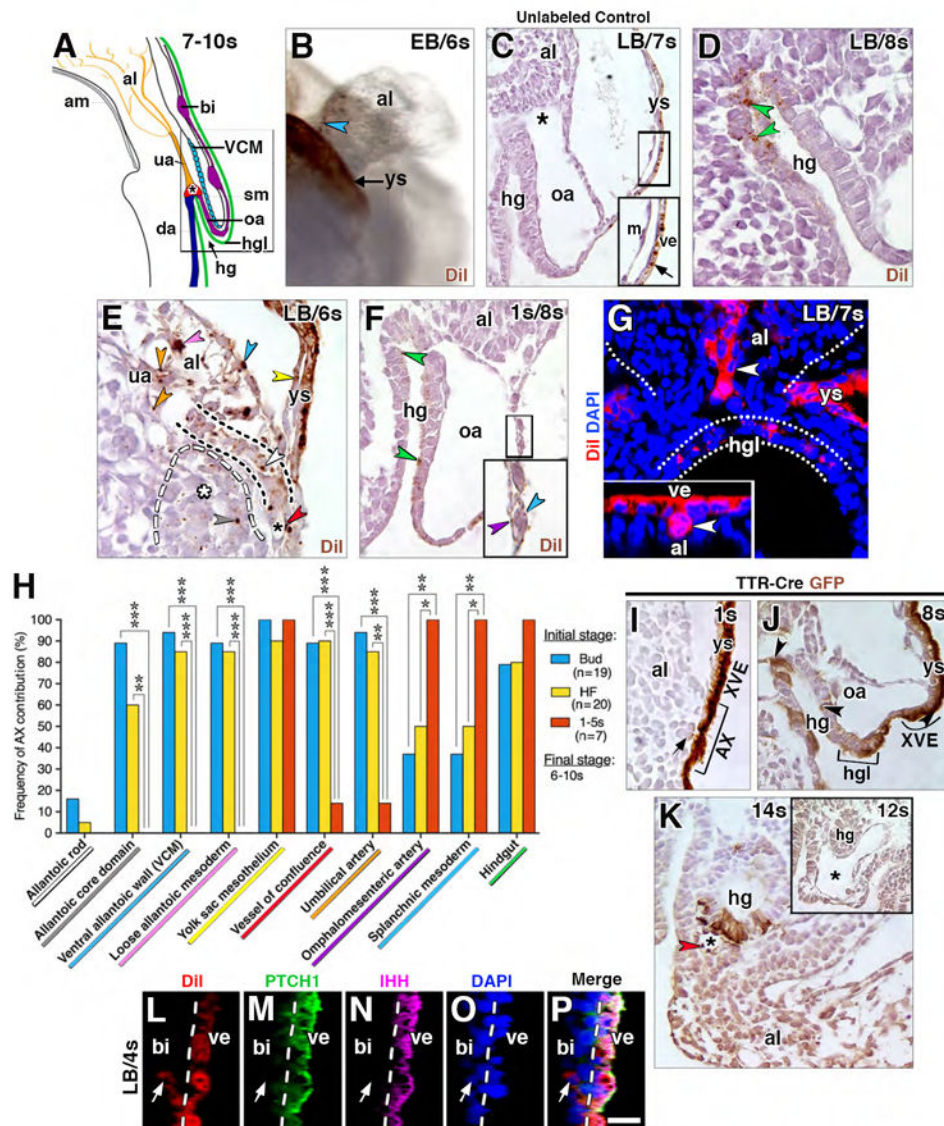 Unlabeled Control
A 7-10s
al
am
bi
VCM
ua
sm
da
oa
hgl
hg
*
B EB/6s
al
ys
DiI
C LB/7s
al
ys
*
hg
oa
m
ve
D LB/8s
hg
DiI
E LB/6s
al
ua
ys
*
*
DiI
F 1s/8s
al
hg
oa
DiI
DiI DAPI
G LB/7s
al
ys
hgl
ve
al
H
Frequency of AX contribution (%)
100
90
80
70
60
50
40
30
20
10
0
****
**
****
****
****
****
****
***
****
**
**
*
**
*
Initial stage:
Bud
(n=19)
HF
(n=20)
1-5s
(n=7)
Final stage:
6-10s
Allantoic rod
Allantoic core domain
Ventral allantoic wall (VCM)
Loose allantoic mesoderm
Yolk sac mesothelium
Vessel of confluence
Umbilical artery
Omphalomesenteric artery
Splanchnic mesoderm
Hindgut
TTR-Cre GFP
I 1s
ys
al
XVE
AX
J 8s
ys
oa
hg
XVE
hgl
K 14s
hg
*
al
12s
hg
*
LB/4s
DiI
PTCH1
IHH
DAPI
Merge
L
bi
ve
M
bi
ve
N
bi
ve
O
bi
ve
P
bi
ve